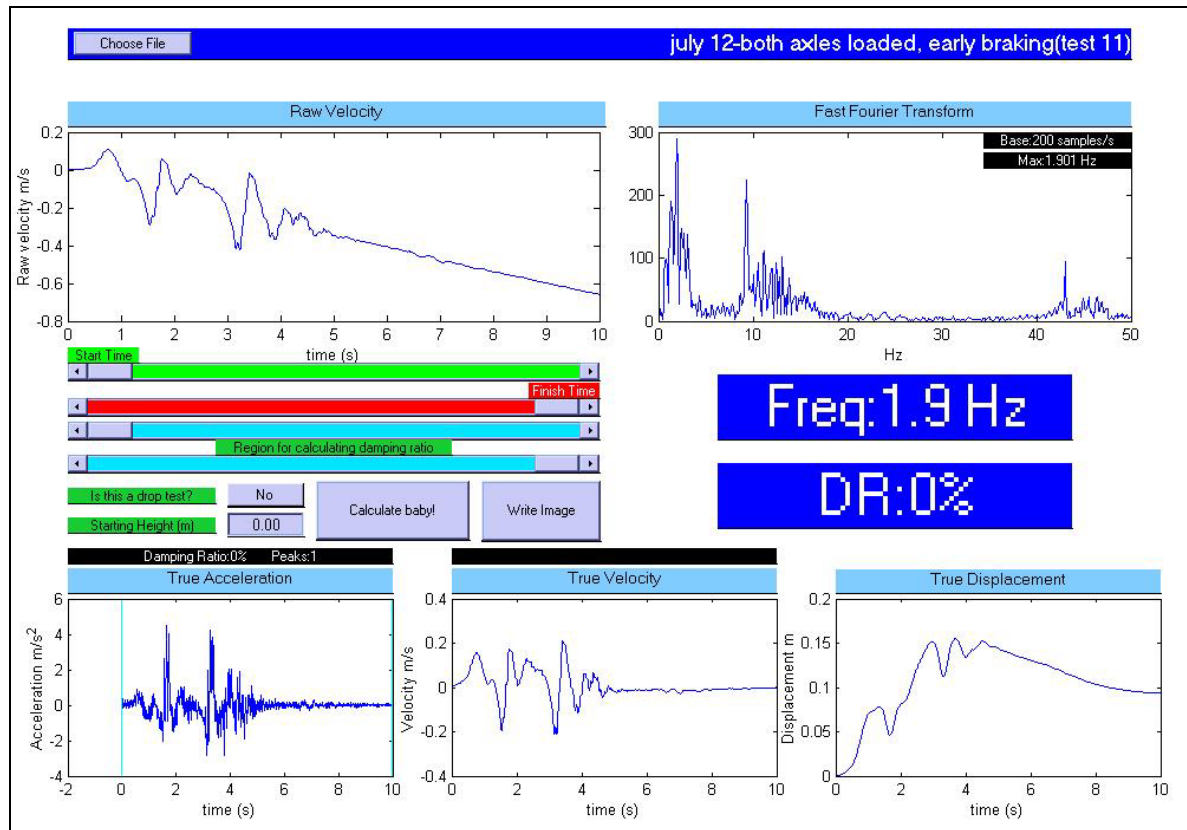 Choose File
july 12-both axles loaded, early braking(test 11)
Raw Velocity
0.2
0
-0.2
-0.4
-0.6
-0.8
Raw velocity m/s
0 1 2 3 4 5 6 7 8 9 10
time (s)
Fast Fourier Transform
300
200
100
0
Base:200 samples/s
Max:1.901 Hz
0 10 20 30 40 50
Hz
Start Time
Finish Time
Region for calculating damping ratio
Freq:1.9 Hz
DR:0%
Is this a drop test?
No
Starting Height (m)
0.00
Calculate baby!
Write Image
Damping Ratio:0% Peaks:1
True Acceleration
6
4
2
0
-2
-4
Acceleration m/s2
-2 0 2 4 6 8 10
time (s)
True Velocity
0.4
0.2
0
-0.2
-0.4
Velocity m/s
0 2 4 6 8 10
time (s)
True Displacement
0.2
0.15
0.1
0.05
0
Displacement m
0 2 4 6 8 10
time (s)